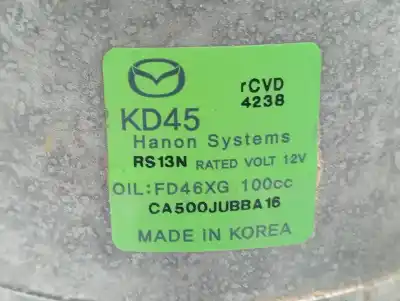 rCVD
4238
KD45
Hanon Systems
RS13N RATED VOLT 12V
OIL:FD46XG 100cc
CA500JUBBA16
MADE IN KOREA